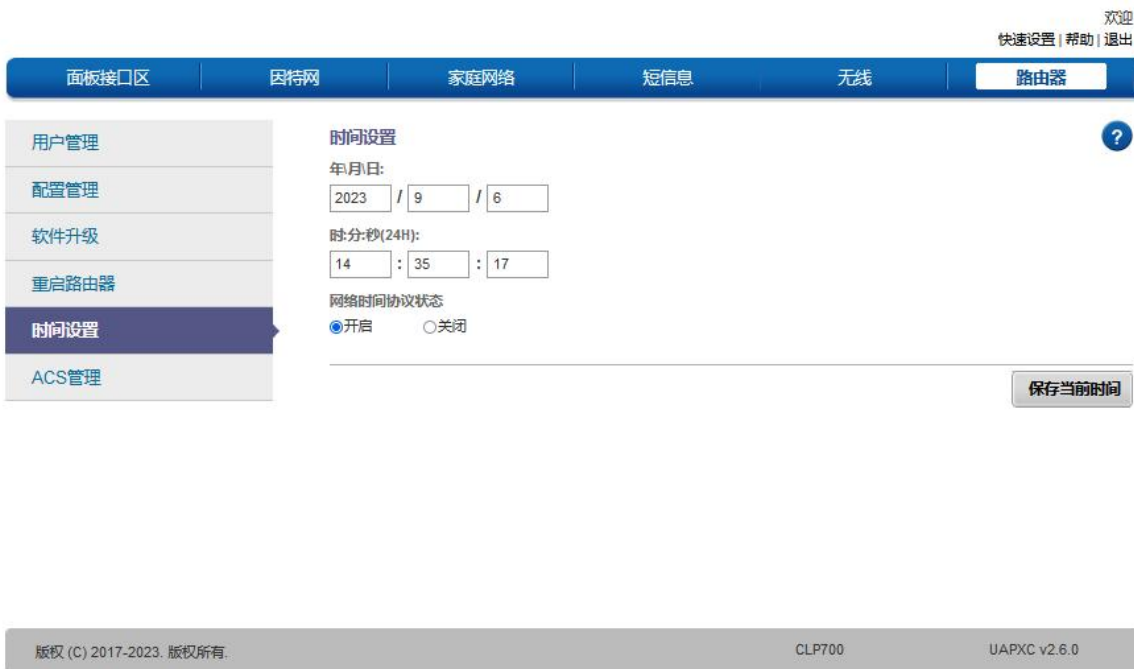 欢迎
快速设置 | 帮助 | 退出
面板接口区 因特网 家庭网络 短信息 无线 路由器
用户管理
配置管理
软件升级
重启路由器
时间设置
ACS管理
时间设置
?
年\月\日:
2023 / 9 / 6
时:分:秒(24H):
14 : 35 : 17
网络时间协议状态
开启 关闭
保存当前时间
版权 (C) 2017-2023. 版权所有. CLP700 UAPXC v2.6.0